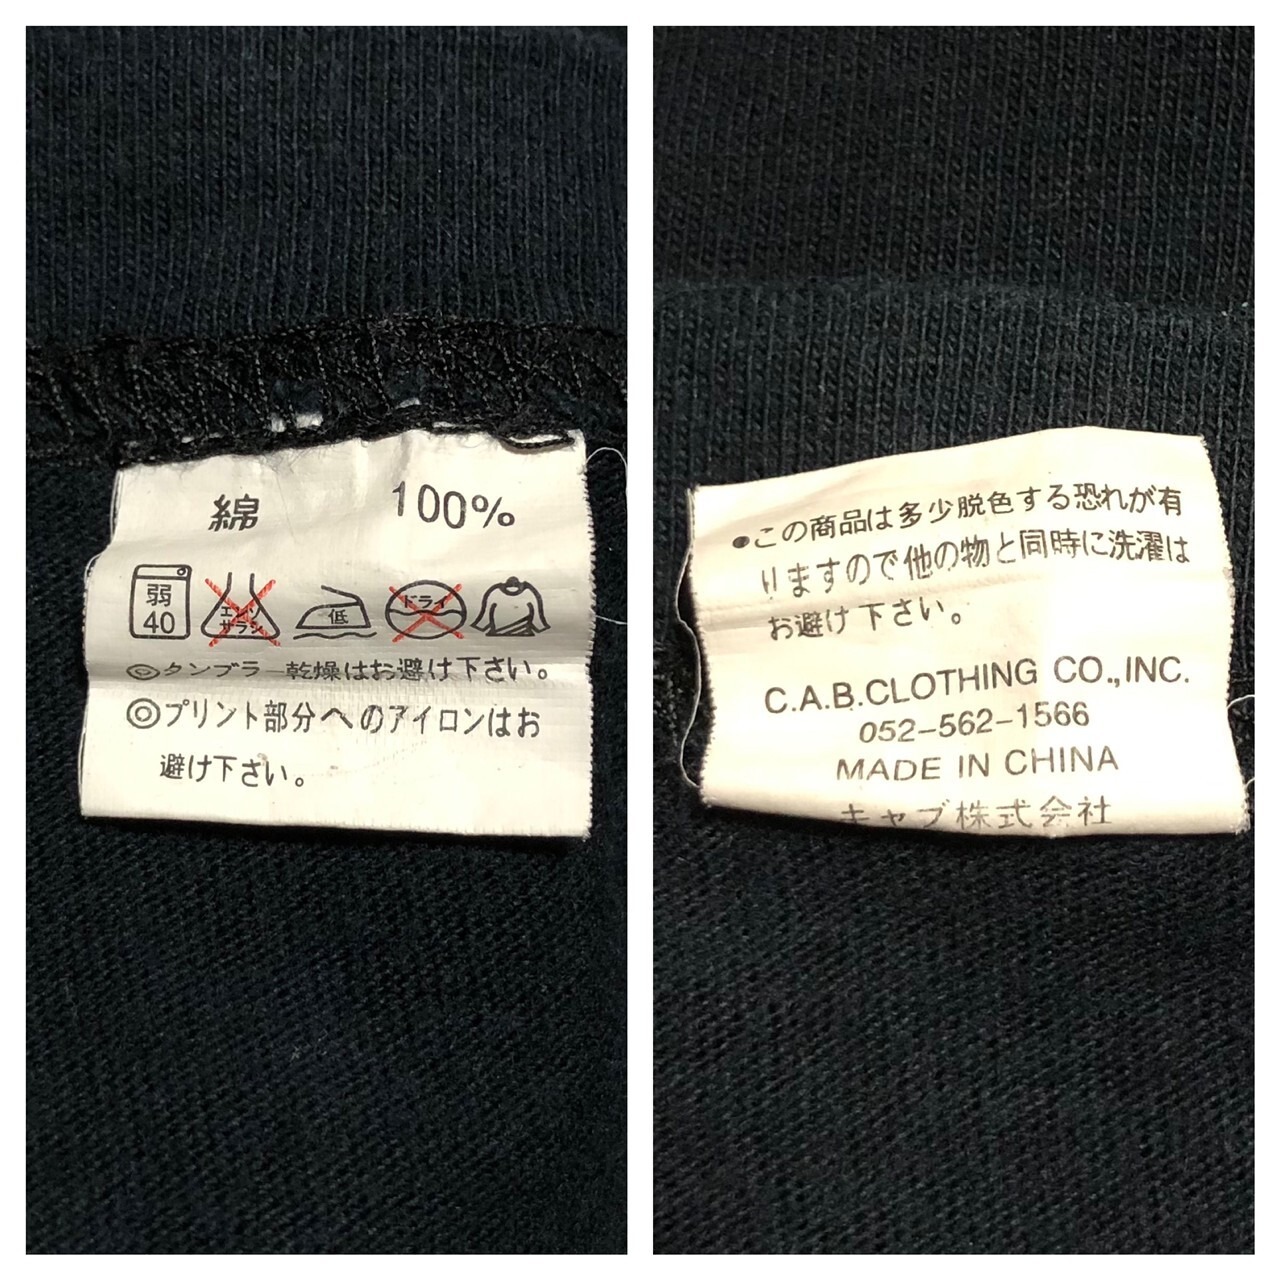 綿 100%
弱
40
エンソ
サラシ
低
ドライ
◎タンブラー乾燥はお避け下さい。
◎プリント部分へのアイロンはお
避け下さい。
●この商品は多少脱色する恐れが有
りますので他の物と同時に洗濯は
お避け下さい。
C.A.B.CLOTHING CO.,INC.
052-562-1566
MADE IN CHINA
キャブ株式会社